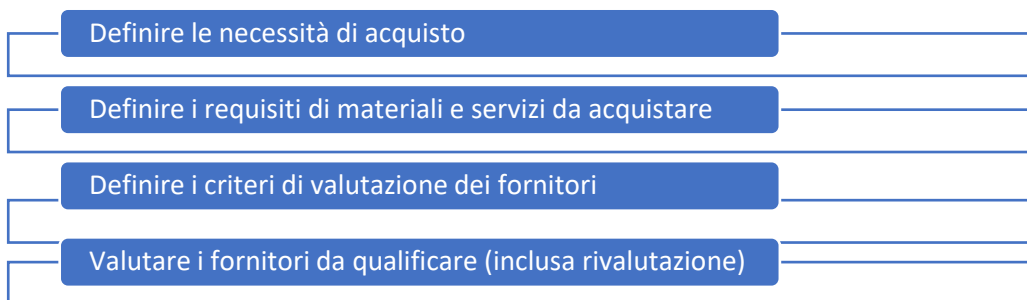 Definire le necessità di acquisto
Definire i requisiti di materiali e servizi da acquistare
Definire i criteri di valutazione dei fornitori
Valutare i fornitori da qualificare (inclusa rivalutazione)